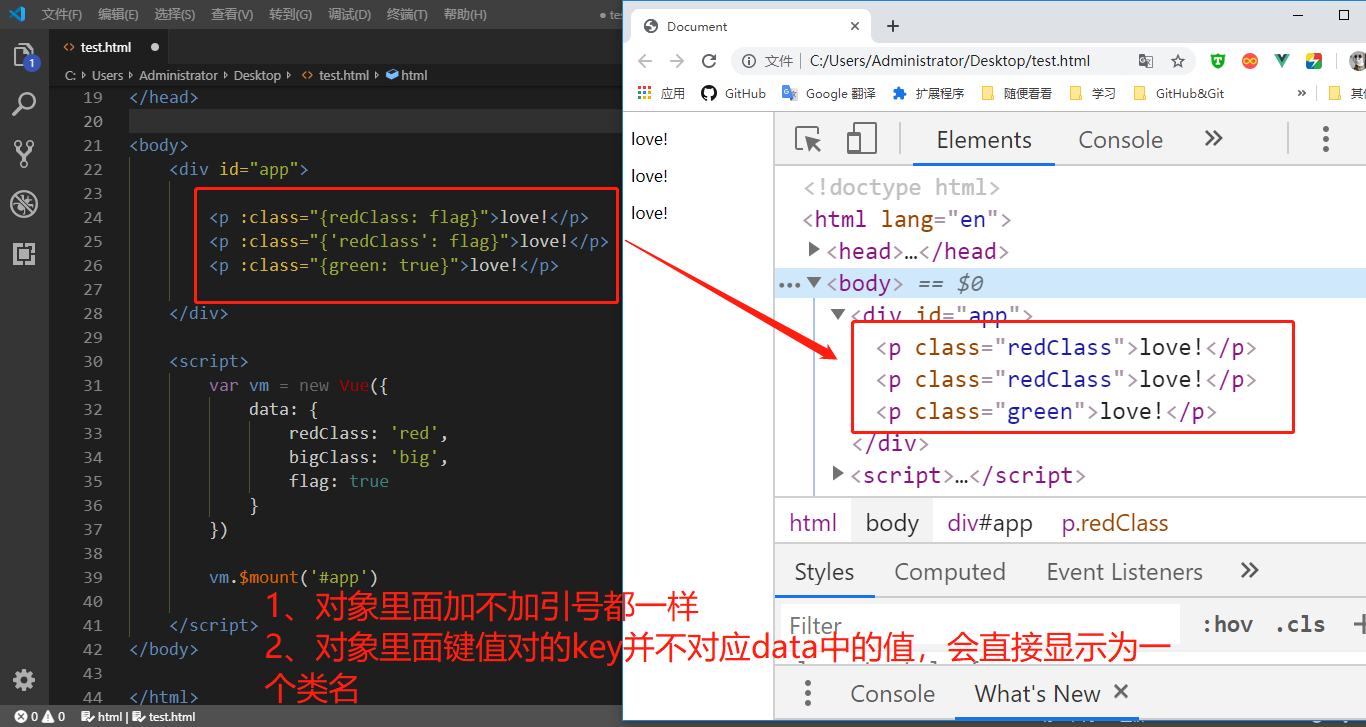 文件(F) 编辑(E) 选择(S) 查看(V) 转到(G) 调试(D) 终端(T) 帮助(H) ● tes
1
<> test.html ●
C: › Users › Administrator › Desktop › <> test.html › html
19 </head>
20
21 <body>
22 <div id="app">
23
24 <p :class="{redClass: flag}">love!</p>
25 <p :class="{'redClass': flag}">love!</p>
26 <p :class="{green: true}">love!</p>
27
28 </div>
29
30 <script>
31 var vm = new Vue({
32 data: {
33 redClass: 'red',
34 bigClass: 'big',
35 flag: true
36 }
37 })
38
39 vm.$mount('#app')
40
41 </script>
42 </body>
43
44 </html>
0 0 html | test.html
Document × +
文件 | C:/Users/Administrator/Desktop/test.html
应用 GitHub Google 翻译 扩展程序 随便看看 学习 GitHub&Git » 其
love!
love!
love!
Elements Console »
<!doctype html>
<html lang="en">
<head>…</head>
<body> == $0
<div id="app">
<p class="redClass">love!</p>
<p class="redClass">love!</p>
<p class="green">love!</p>
</div>
<script>…</script>
html body div#app p.redClass
Styles Computed Event Listeners »
Filter :hov .cls +
Console What's New ×
1、对象里面加不加引号都一样
2、对象里面键值对的key并不对应data中的值，会直接显示为一
个类名